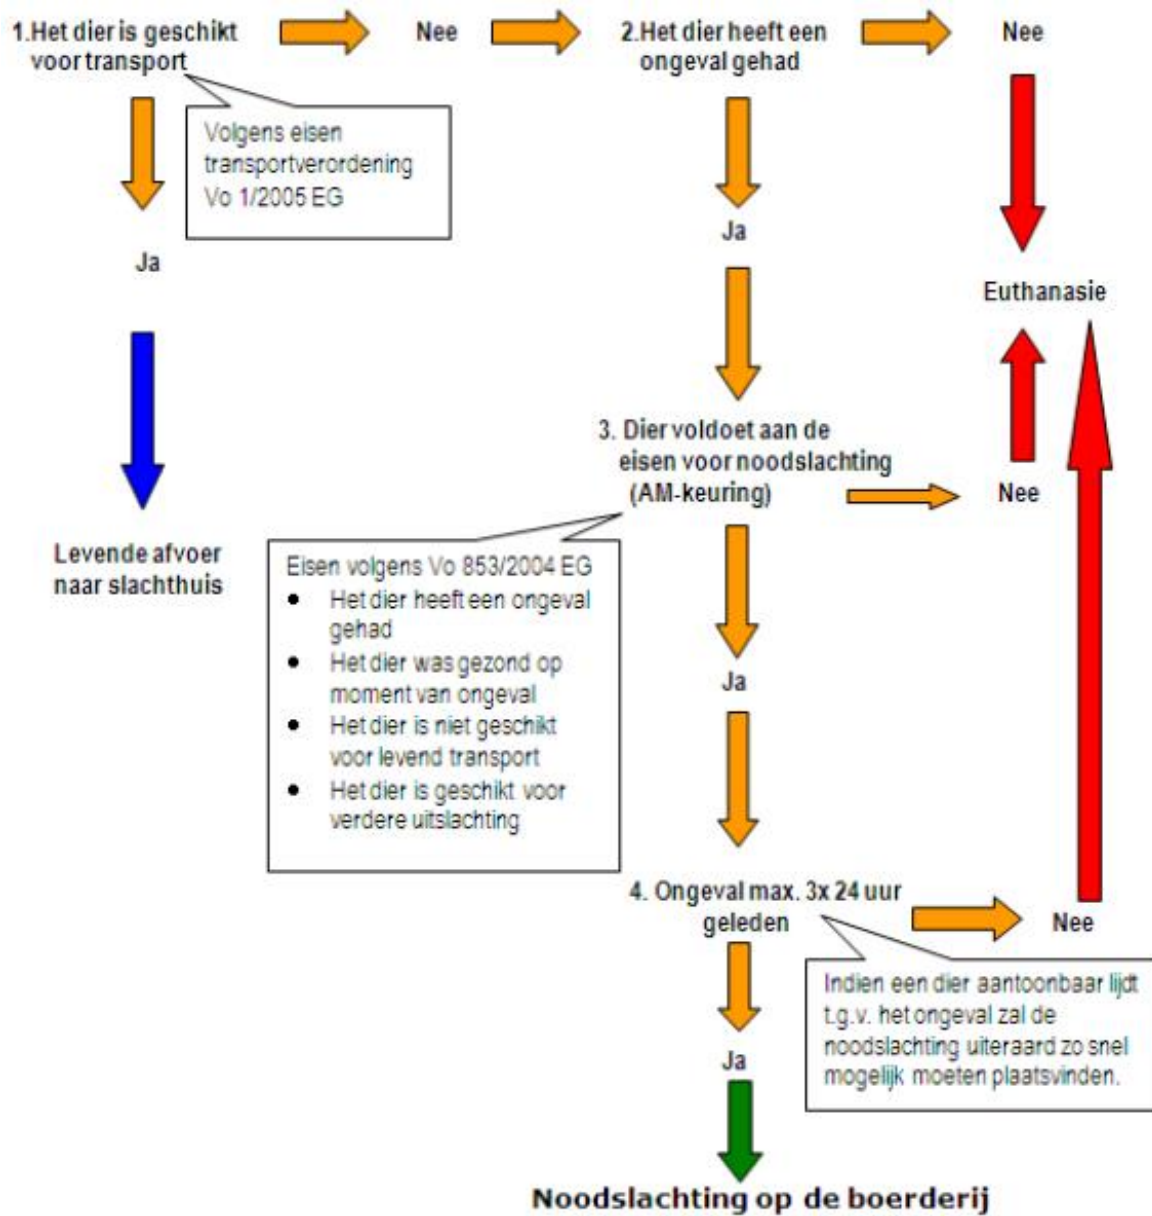 1.Het dier is geschikt
voor transport
Nee
2.Het dier heeft een
ongeval gehad
Nee
Volgens eisen
transportverordening
Vo 1/2005 EG
Ja
Ja
Euthanasie
3. Dier voldoet aan de
eisen voor noodslachting
(AM-keuring)
Nee
Levende afvoer
naar slachthuis
Eisen volgens Vo 853/2004 EG
● Het dier heeft een ongeval
gehad
● Het dier was gezond op
moment van ongeval
● Het dier is niet geschikt
voor levend transport
● Het dier is geschikt voor
verdere uitslachting
Ja
4. Ongeval max. 3x 24 uur
geleden
Nee
Indien een dier aantoonbaar lijdt
t.g.v. het ongeval zal de
noodslachting uiteraard zo snel
mogelijk moeten plaatsvinden.
Ja
Noodslachting op de boerderij